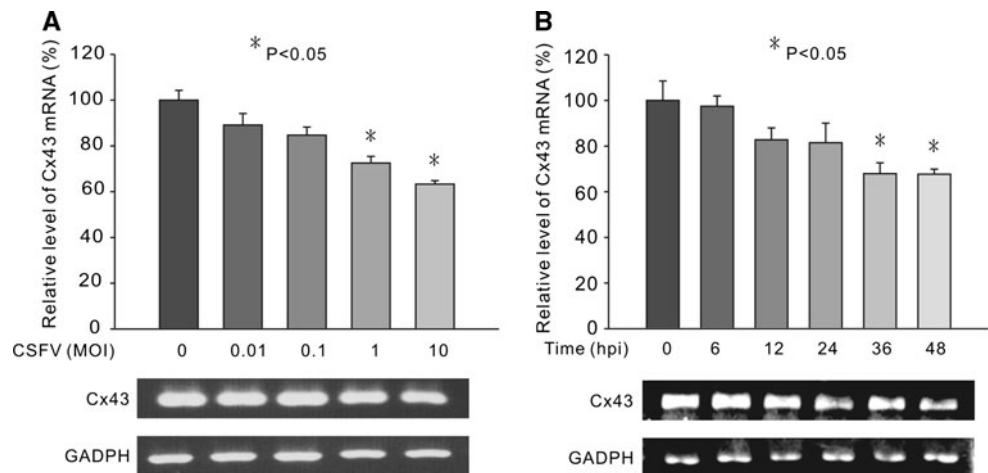 A
Relative level of Cx43 mRNA (%)
120
100
80
60
40
20
0
* P<0.05
*
*
CSFV (MOI) 0 0.01 0.1 1 10
Cx43
GADPH
B
Relative level of Cx43 mRNA (%)
120
100
80
60
40
20
0
* P<0.05
* *
Time (hpi) 0 6 12 24 36 48
Cx43
GADPH